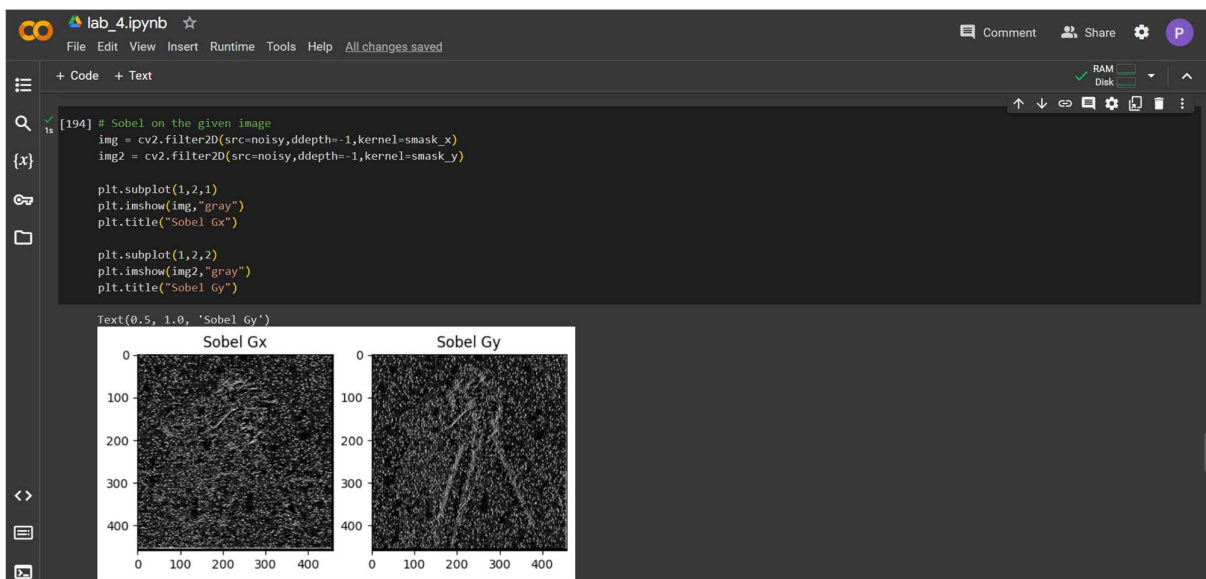 lab_4.ipynb
Comment Share P
File Edit View Insert Runtime Tools Help All changes saved
+ Code + Text
RAM
Disk
1s
[194] # Sobel on the given image
img = cv2.filter2D(src=noisy,ddepth=-1,kernel=smask_x)
img2 = cv2.filter2D(src=noisy,ddepth=-1,kernel=smask_y)
{x}
plt.subplot(1,2,1)
plt.imshow(img,"gray")
plt.title("Sobel Gx")
plt.subplot(1,2,2)
plt.imshow(img2,"gray")
plt.title("Sobel Gy")
Text(0.5, 1.0, 'Sobel Gy')
Sobel Gx
0
100
200
300
400
0 100 200 300 400
Sobel Gy
0
100
200
300
400
0 100 200 300 400